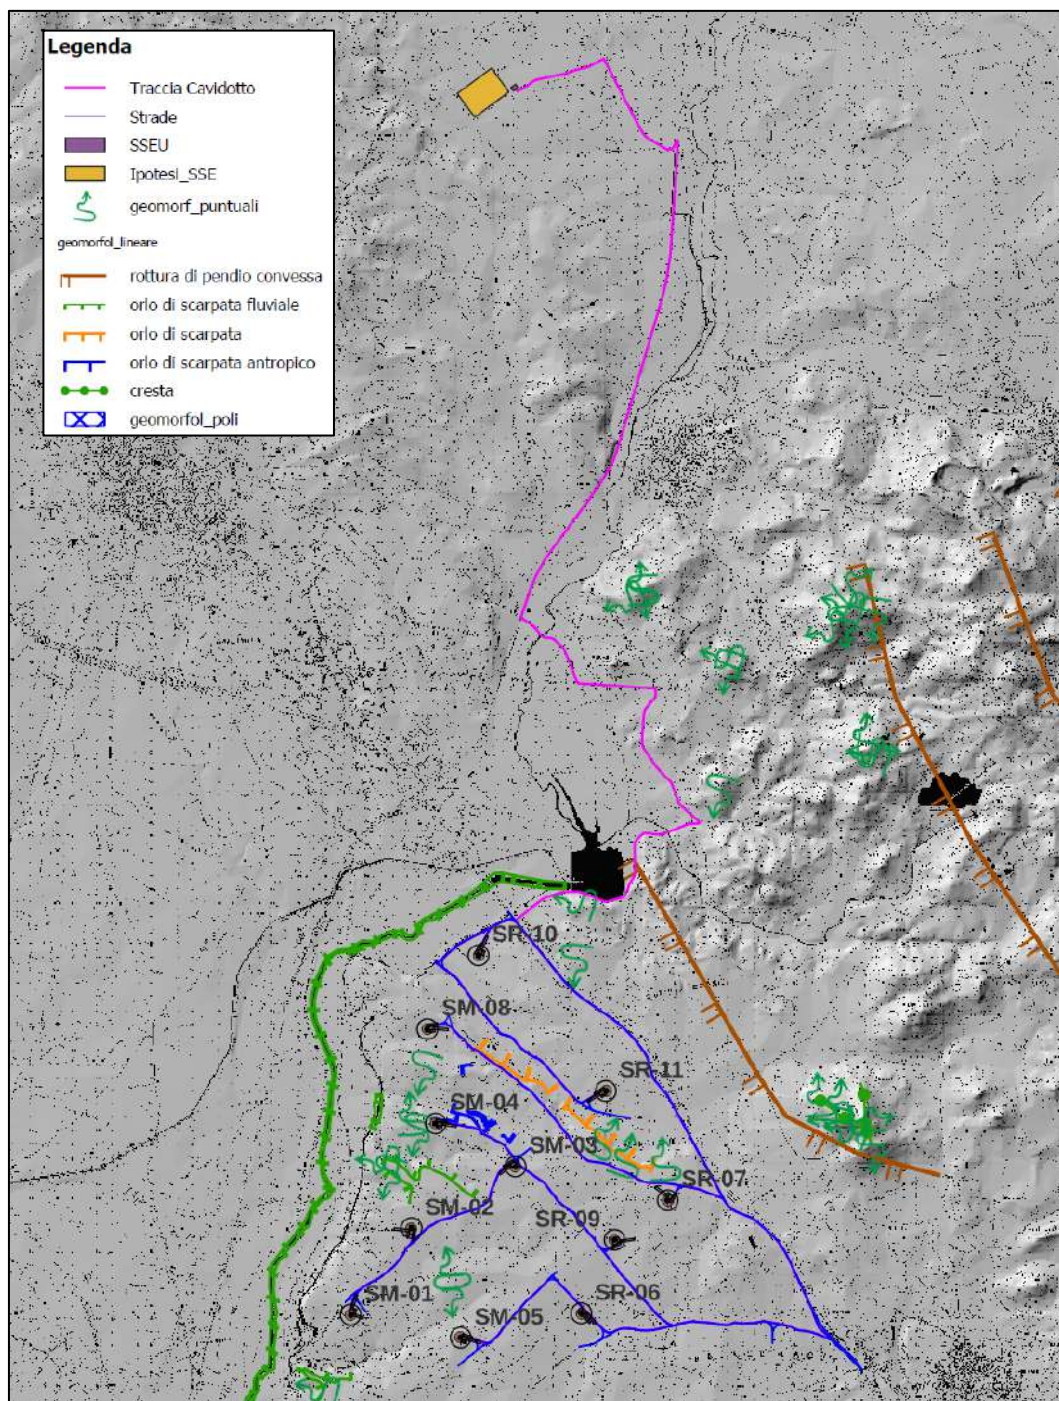 Legenda
Traccia Cavidotto
Strade
SSEU
Ipotesi_SSE
geomorf_puntuali
geomorfol_lineare
rottura di pendio convessa
orlo di scarpata fluviale
orlo di scarpata
orlo di scarpata antropico
cresta
geomorfol_poli
SR-10
SM-08
SR-11
SM-04
SM-03
SR-07
SM-02
SR-09
SM-01
SR-06
SM-05